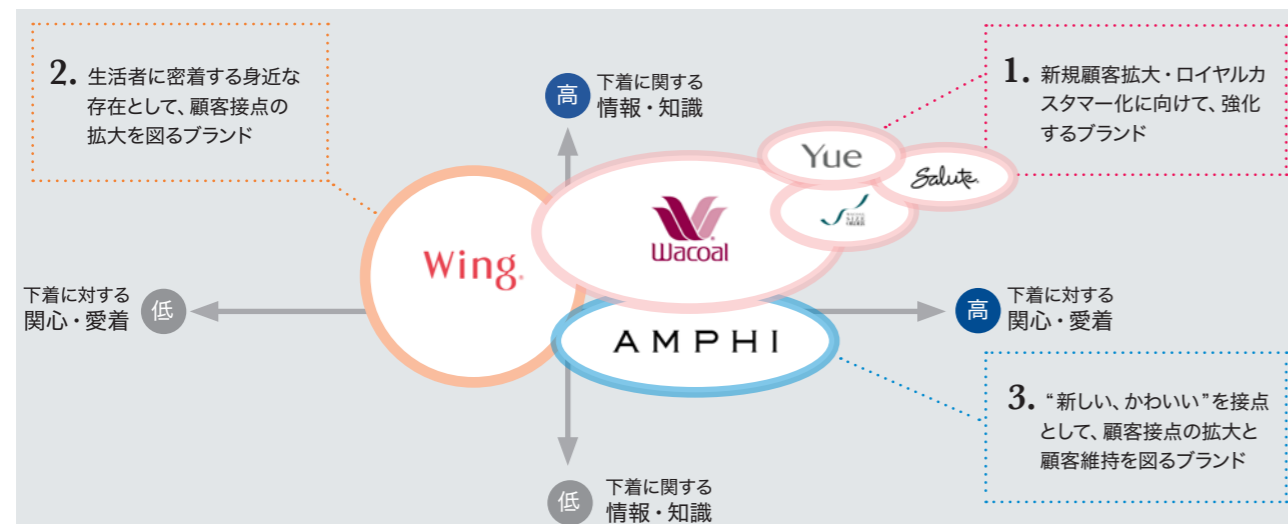 2. 生活者に密着する身近な
存在として、顧客接点の
拡大を図るブランド
高
下着に関する
情報・知識
1. 新規顧客拡大・ロイヤルカ
スタマー化に向けて、強化
するブランド
Yue
Salute
Wing
Wacoal
下着に対する
関心・愛着
低
高
下着に対する
関心・愛着
AMPHI
3. “新しい、かわいい”を接点
として、顧客接点の拡大と
顧客維持を図るブランド
低
下着に関する
情報・知識